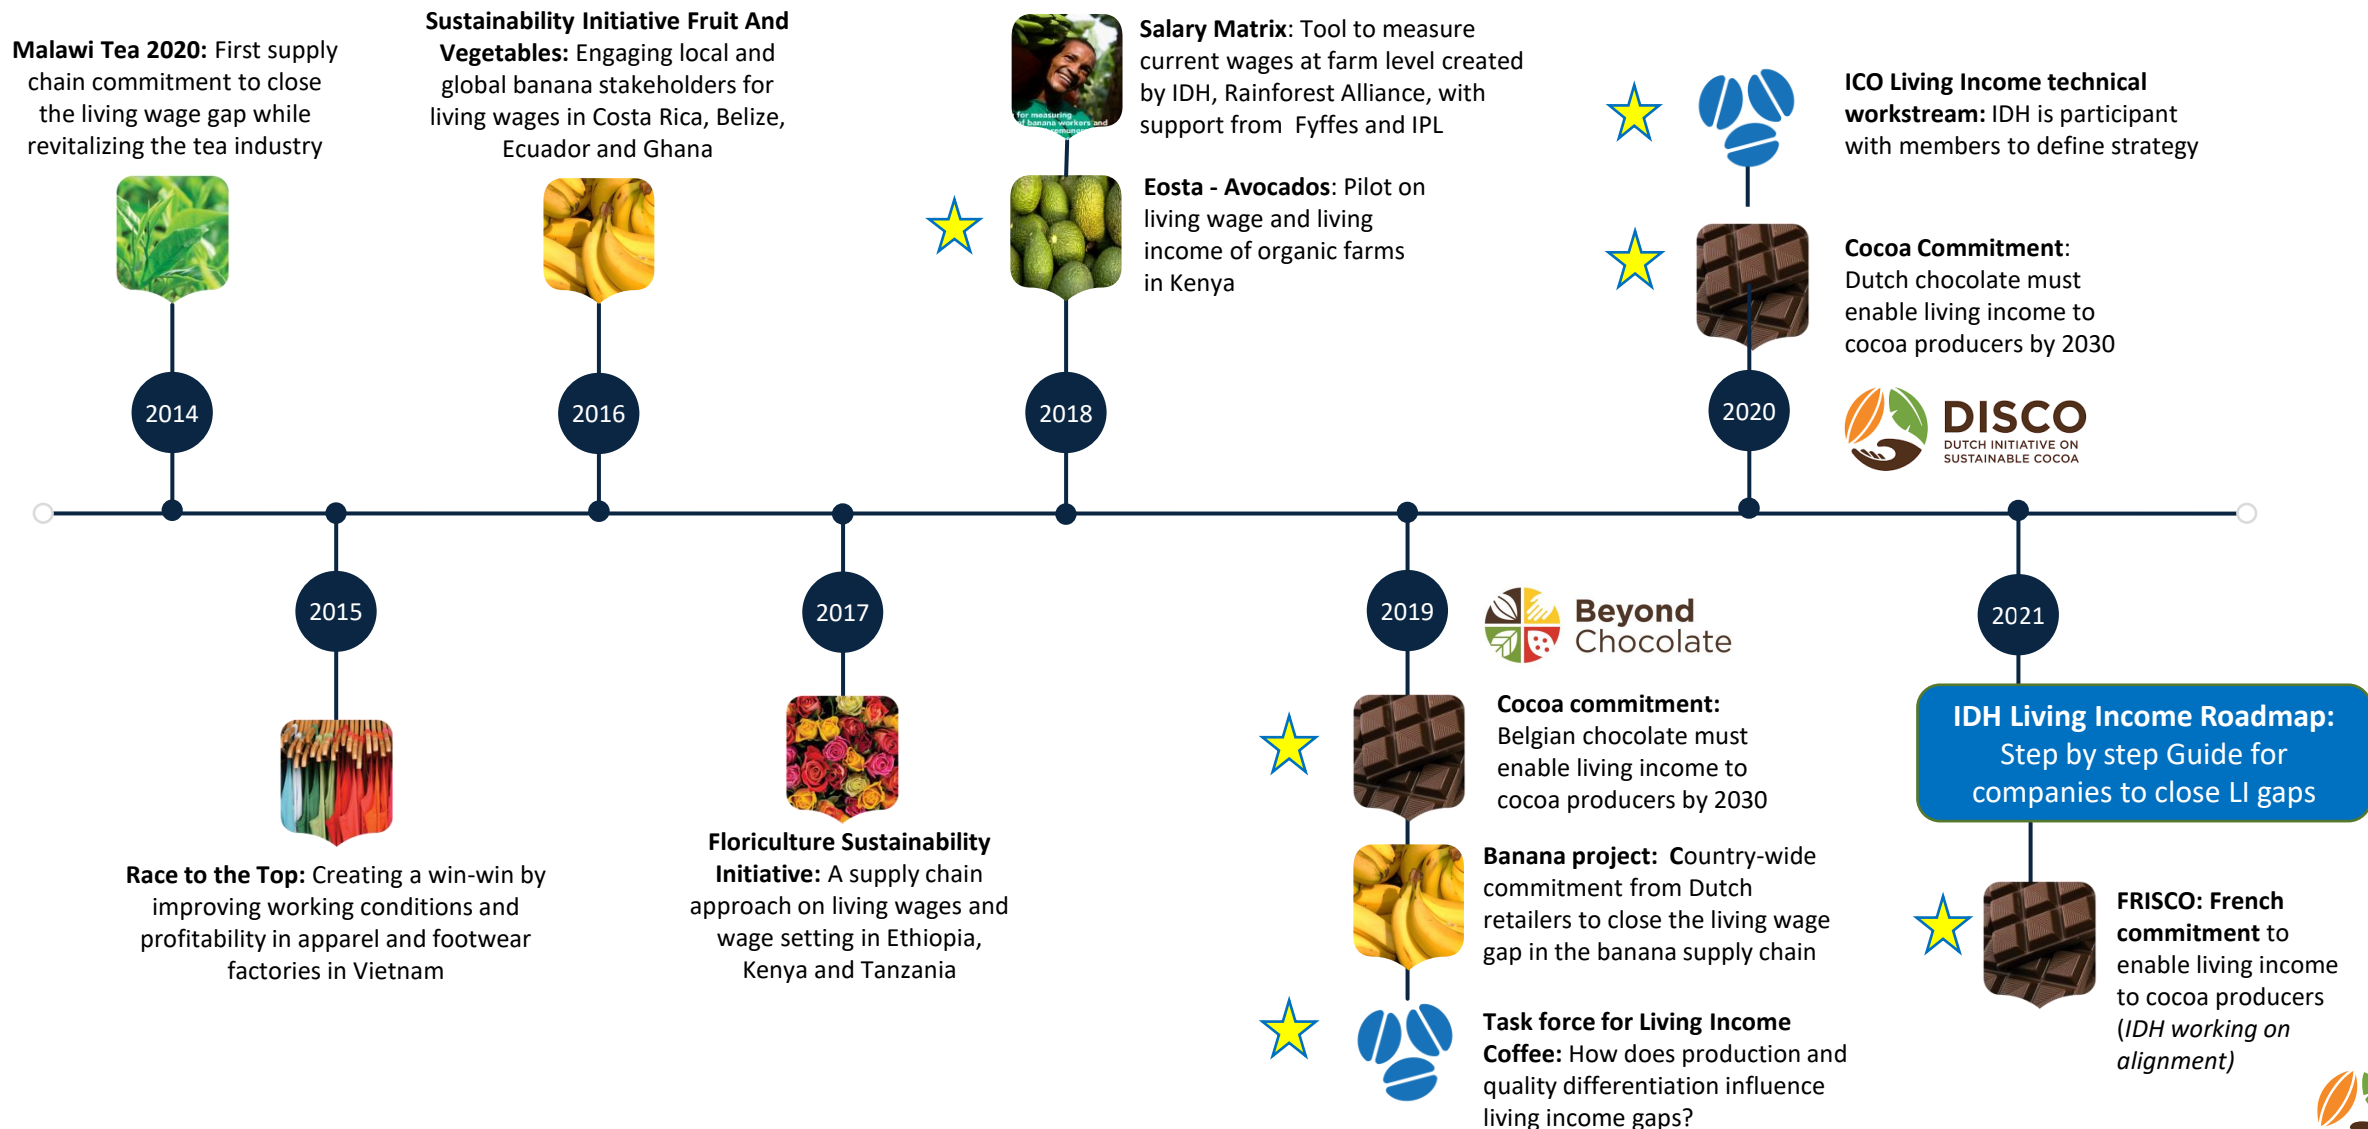 Malawi Tea 2020: First supply
chain commitment to close
the living wage gap while
revitalizing the tea industry
Sustainability Initiative Fruit And
Vegetables: Engaging local and
global banana stakeholders for
living wages in Costa Rica, Belize,
Ecuador and Ghana
for measuring
of banana workers and
remune
Salary Matrix: Tool to measure
current wages at farm level created
by IDH, Rainforest Alliance, with
support from Fyffes and IPL
Eosta - Avocados: Pilot on
living wage and living
income of organic farms
in Kenya
ICO Living Income technical
workstream: IDH is participant
with members to define strategy
Cocoa Commitment:
Dutch chocolate must
enable living income to
cocoa producers by 2030
DISCO
DUTCH INITIATIVE ON
SUSTAINABLE COCOA
2014
2016
2018
2020
2015
2017
2019
2021
Race to the Top: Creating a win-win by
improving working conditions and
profitability in apparel and footwear
factories in Vietnam
Floriculture Sustainability
Initiative: A supply chain
approach on living wages and
wage setting in Ethiopia,
Kenya and Tanzania
Beyond
Chocolate
Cocoa commitment:
Belgian chocolate must
enable living income to
cocoa producers by 2030
Banana project: Country-wide
commitment from Dutch
retailers to close the living wage
gap in the banana supply chain
Task force for Living Income
Coffee: How does production and
quality differentiation influence
living income gaps?
IDH Living Income Roadmap:
Step by step Guide for
companies to close LI gaps
FRISCO: French
commitment to
enable living income
to cocoa producers
(IDH working on
alignment)